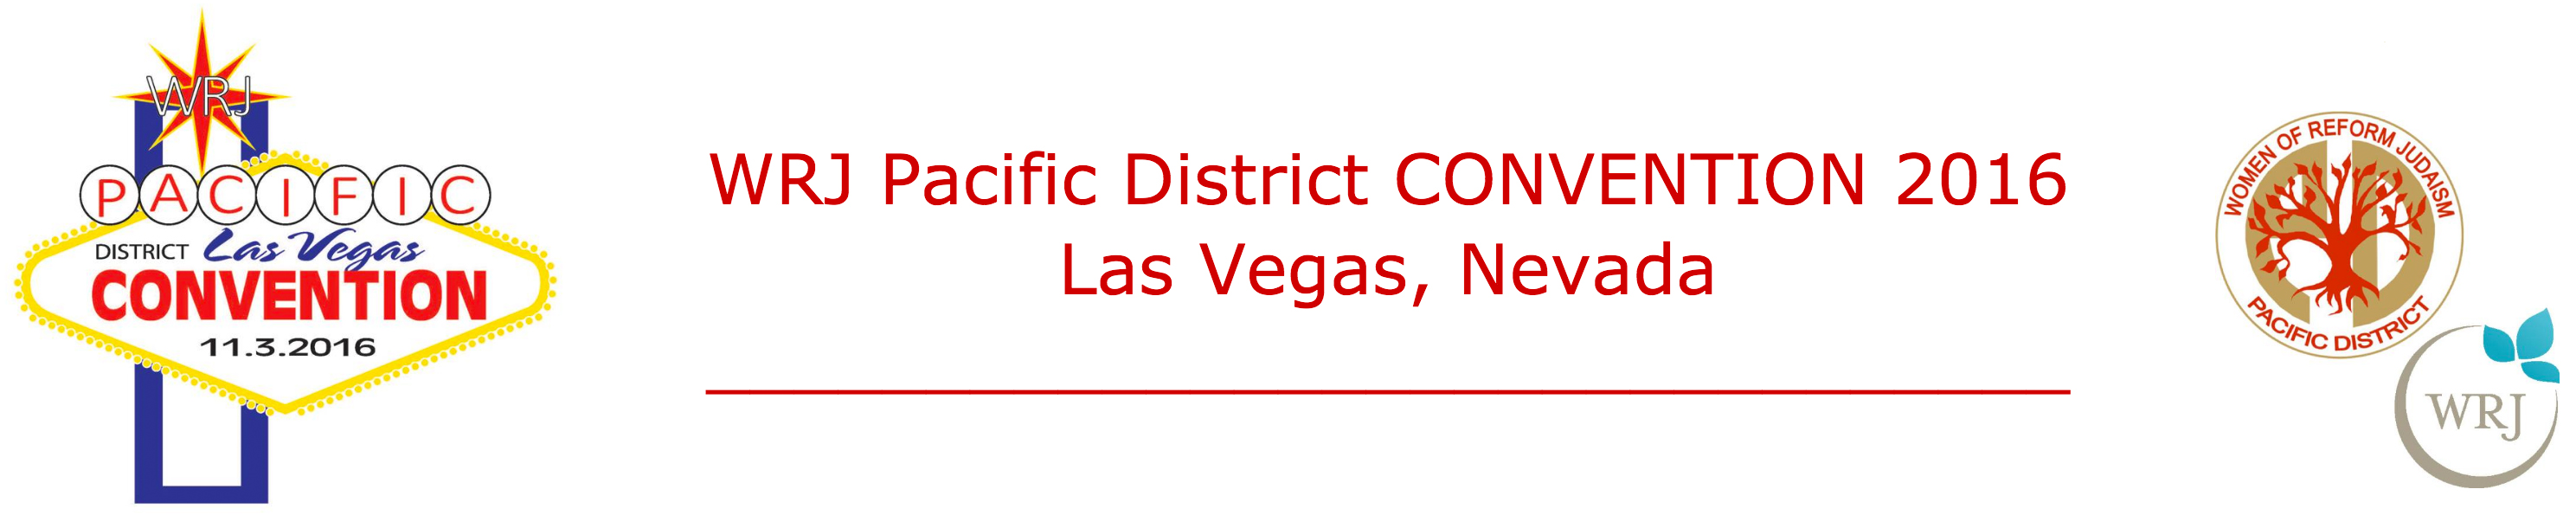 WRJ
PACIFIC
DISTRICT Las Vegas
CONVENTION
11.3.2016
WRJ Pacific District CONVENTION 2016
Las Vegas, Nevada
WOMEN OF REFORM JUDAISM
PACIFIC DISTRICT
WRJ